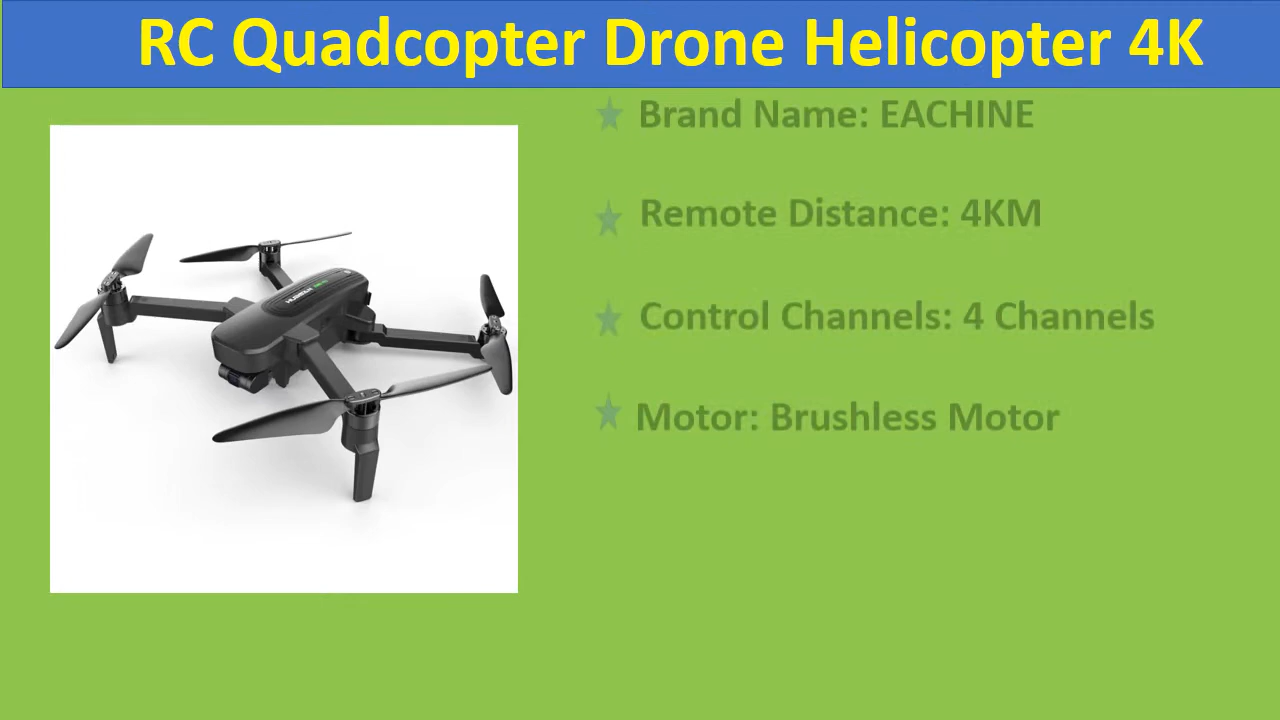 RC Quadcopter Drone Helicopter 4K
Brand Name: EACHINE
Remote Distance: 4KM
Control Channels: 4 Channels
Motor: Brushless Motor